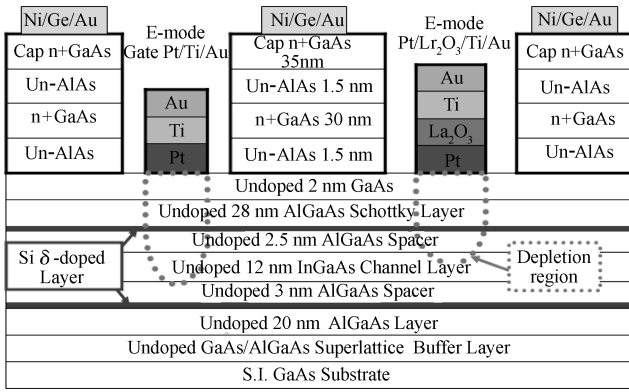 Ni/Ge/Au
Ni/Ge/Au
Ni/Ge/Au
E-mode
Gate Pt/Ti/Au
E-mode
Pt/Lr₂O₃/Ti/Au
Cap n+GaAs
Un-AlAs
n+GaAs
Un-AlAs
Au
Ti
Pt
Cap n+GaAs
35nm
Un-AlAs 1.5 nm
n+GaAs 30 nm
Un-AlAs 1.5 nm
Au
Ti
La₂O₃
Pt
Cap n+GaAs
Un-AlAs
n+GaAs
Un-AlAs
Undoped 2 nm GaAs
Undoped 28 nm AlGaAs Schottky Layer
Undoped 2.5 nm AlGaAs Spacer
Undoped 12 nm InGaAs Channel Layer
Undoped 3 nm AlGaAs Spacer
Undoped 20 nm AlGaAs Layer
Undoped GaAs/AlGaAs Superlattice Buffer Layer
S.I. GaAs Substrate
Si δ-doped
Layer
Depletion
region